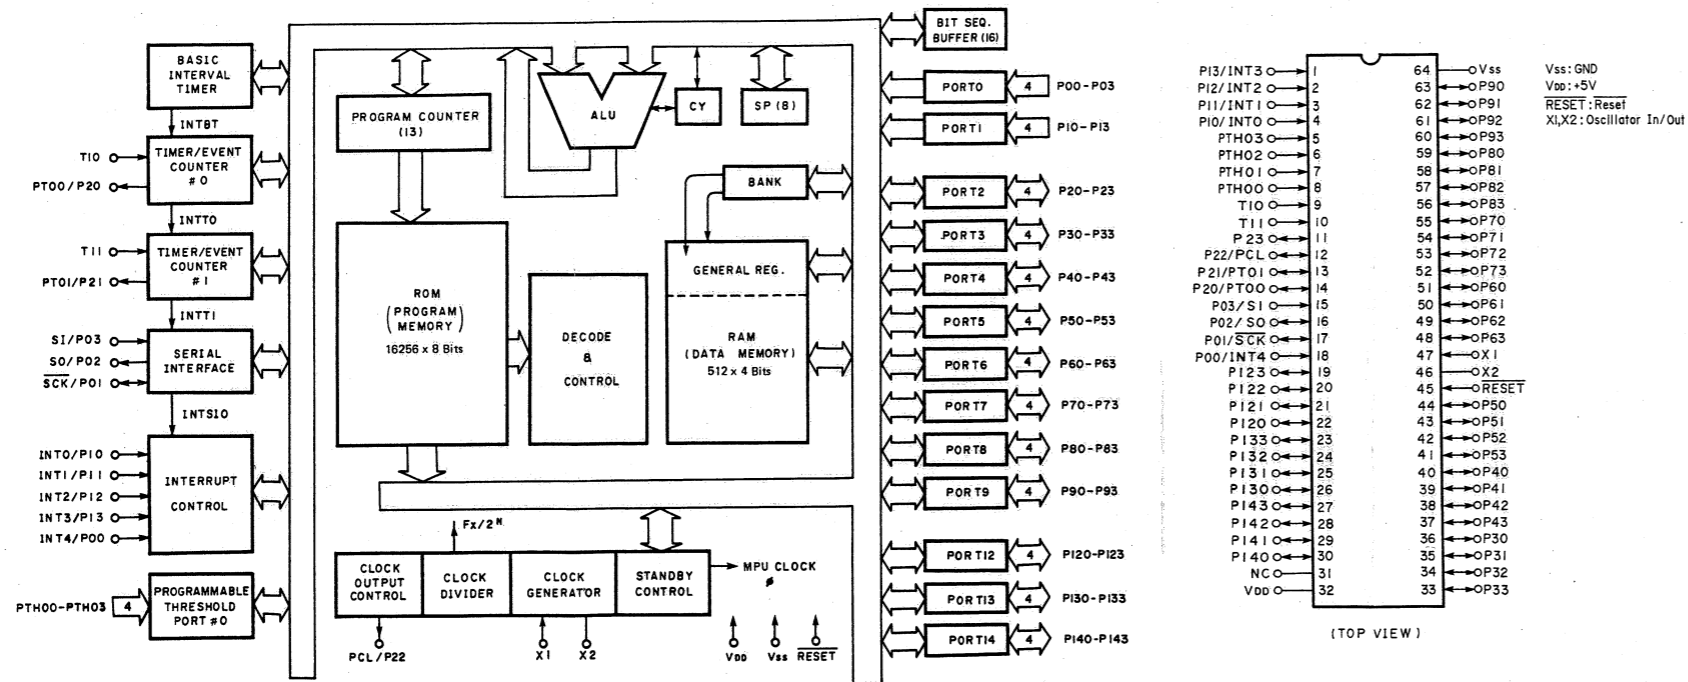 BASIC
INTERVAL
TIMER
INTBT
TIMER/EVENT
COUNTER
#0
TI0
PTO0/P20
INTT0
TIMER/EVENT
COUNTER
#1
TI1
PTO1/P21
INTT1
SERIAL
INTERFACE
SI/P03
SO/P02
SCK/P01
INTSIO
INTERRUPT
CONTROL
INT0/P10
INT1/P11
INT2/P12
INT3/P13
INT4/P00
PROGRAMMABLE
THRESHOLD
PORT #0
PTH00-PTH03
4
PROGRAM COUNTER
(13)
ALU
CY
SP (8)
BANK
ROM
(PROGRAM MEMORY)
16256 x 8 Bits
DECODE
&
CONTROL
GENERAL REG.
RAM
(DATA MEMORY)
512 x 4 Bits
Fx/2ᴺ
CLOCK
OUTPUT
CONTROL
CLOCK
DIVIDER
CLOCK
GENERATOR
STANDBY
CONTROL
MPU CLOCK
ϕ
PCL/P22
X1
X2
VDD
Vss
RESET
BIT SEQ.
BUFFER (16)
PORT0 4 P00-P03
PORT1 4 P10-P13
PORT2 4 P20-P23
PORT3 4 P30-P33
PORT4 4 P40-P43
PORT5 4 P50-P53
PORT6 4 P60-P63
PORT7 4 P70-P73
PORT8 4 P80-P83
PORT9 4 P90-P93
PORT12 4 P120-P123
PORT13 4 P130-P133
PORT14 4 P140-P143
P13/INT3 1 64 Vss
P12/INT2 2 63 P90
P11/INT1 3 62 P91
P10/INT0 4 61 P92
PTH03 5 60 P93
PTH02 6 59 P80
PTH01 7 58 P81
PTH00 8 57 P82
TI0 9 56 P83
TI1 10 55 P70
P23 11 54 P71
P22/PCL 12 53 P72
P21/PTO1 13 52 P73
P20/PTO0 14 51 P60
P03/SI 15 50 P61
P02/SO 16 49 P62
P01/SCK 17 48 P63
P00/INT4 18 47 X1
P123 19 46 X2
P122 20 45 RESET
P121 21 44 P50
P120 22 43 P51
P133 23 42 P52
P132 24 41 P53
P131 25 40 P40
P130 26 39 P41
P143 27 38 P42
P142 28 37 P43
P141 29 36 P30
P140 30 35 P31
NC 31 34 P32
VDD 32 33 P33
(TOP VIEW)
Vss: GND
VDD: +5V
RESET: Reset
X1,X2: Oscillator In/Out